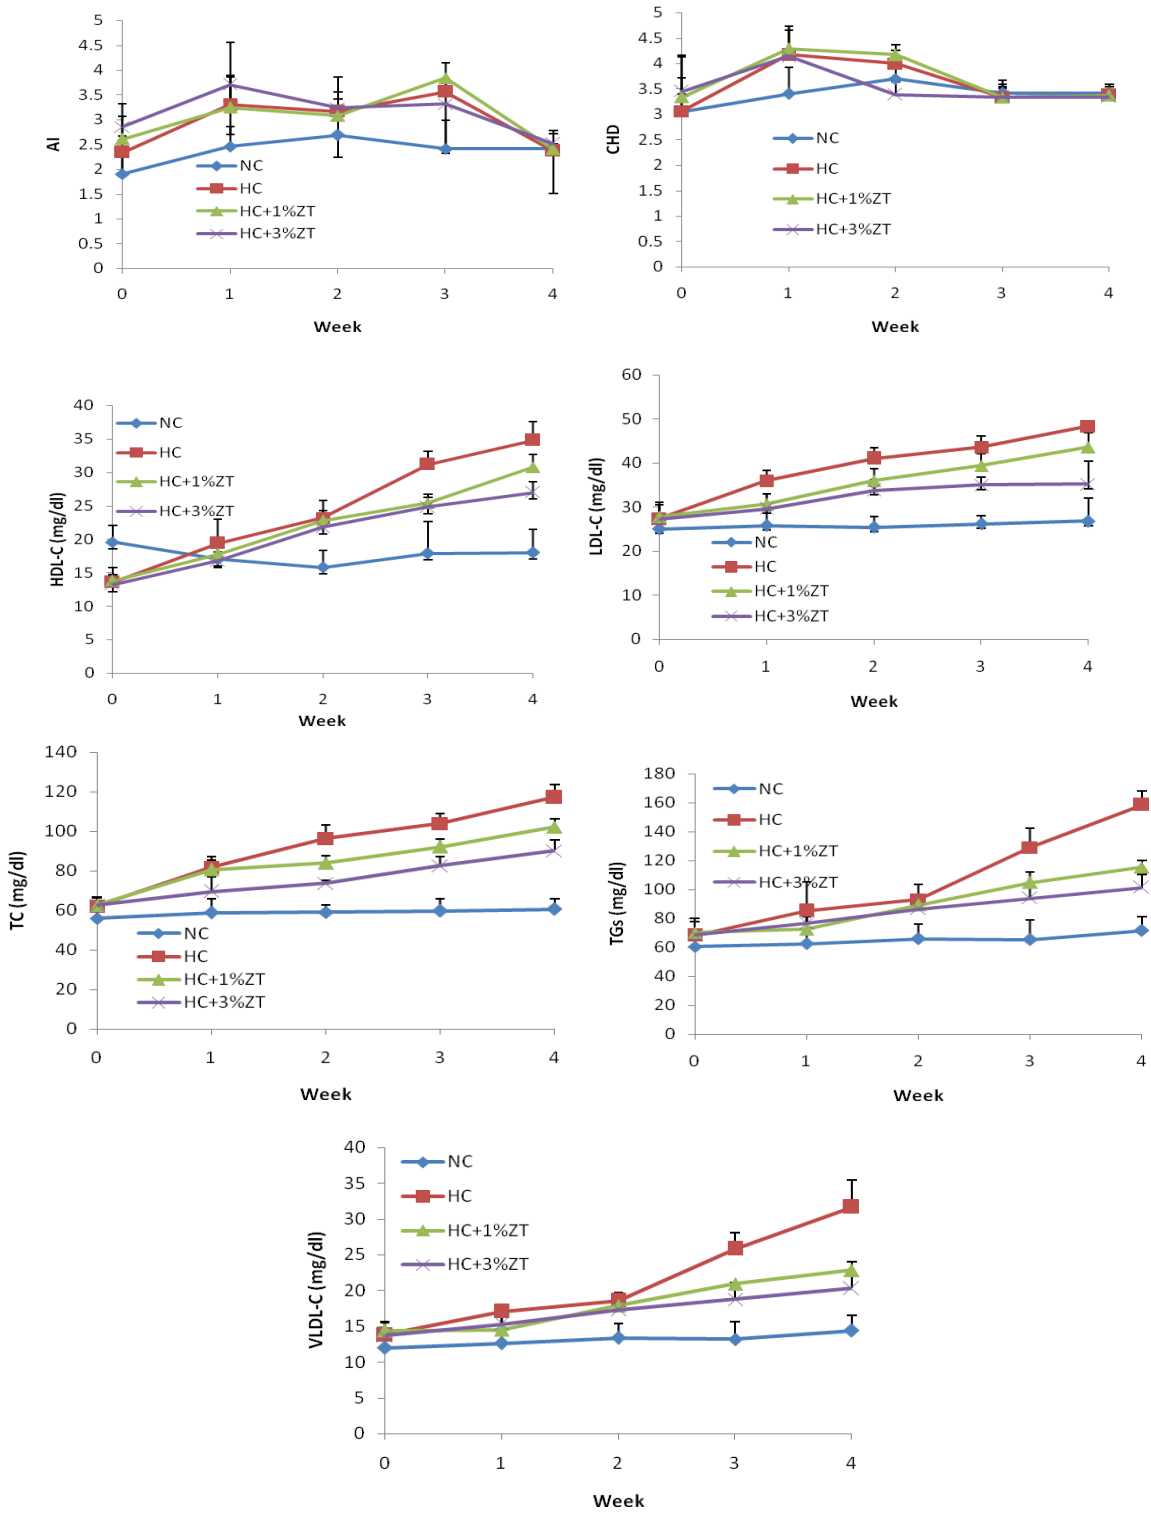 5
4.5
4
3.5
3
2.5
2
1.5
1
0.5
0
AI
NC
HC
HC+1%ZT
HC+3%ZT
0 1 2 3 4
Week
5
4.5
4
3.5
3
2.5
2
1.5
1
0.5
0
CHD
NC
HC
HC+1%ZT
HC+3%ZT
0 1 2 3 4
Week
40
35
30
25
20
15
10
5
0
HDL-C (mg/dl)
NC
HC
HC+1%ZT
HC+3%ZT
0 1 2 3 4
Week
60
50
40
30
20
10
0
LDL-C (mg/dl)
NC
HC
HC+1%ZT
HC+3%ZT
0 1 2 3 4
Week
140
120
100
80
60
40
20
0
TC (mg/dl)
NC
HC
HC+1%ZT
HC+3%ZT
0 1 2 3 4
Week
180
160
140
120
100
80
60
40
20
0
TGs (mg/dl)
NC
HC
HC+1%ZT
HC+3%ZT
0 1 2 3 4
Week
40
35
30
25
20
15
10
5
0
VLDL-C (mg/dl)
NC
HC
HC+1%ZT
HC+3%ZT
0 1 2 3 4
Week